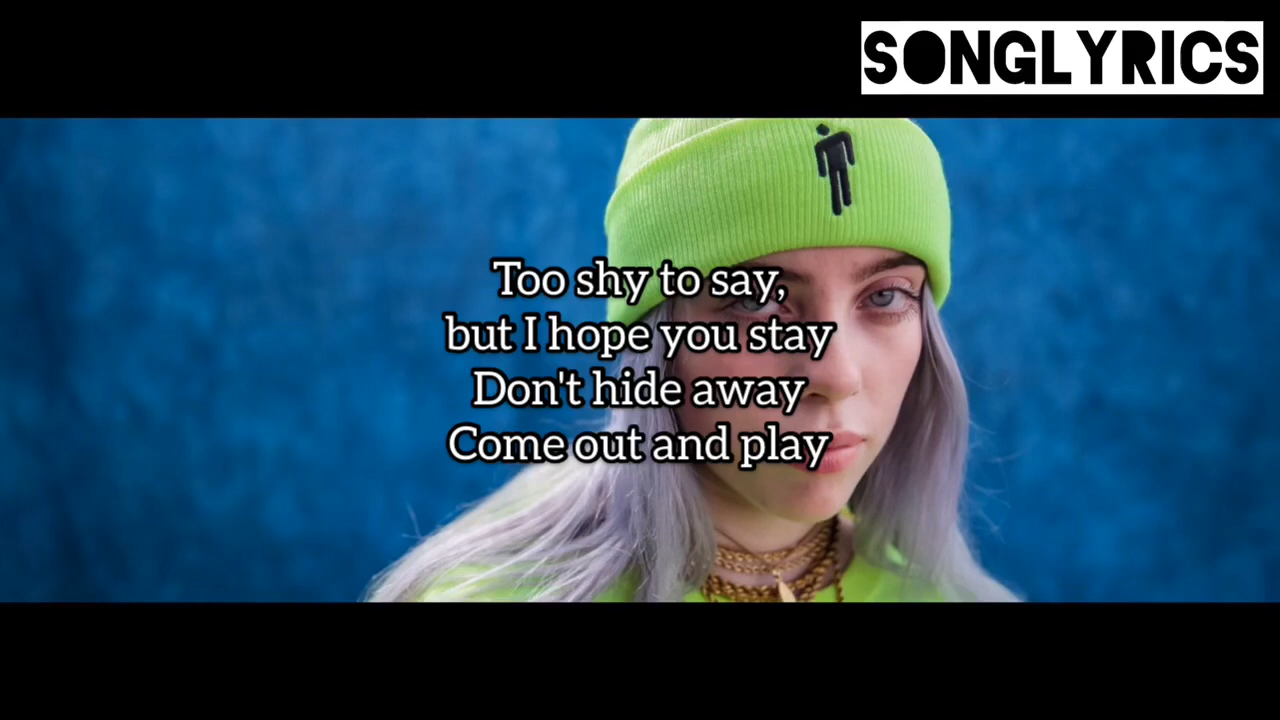 SONGLYRICS
Too shy to say,
but I hope you stay
Don't hide away
Come out and play